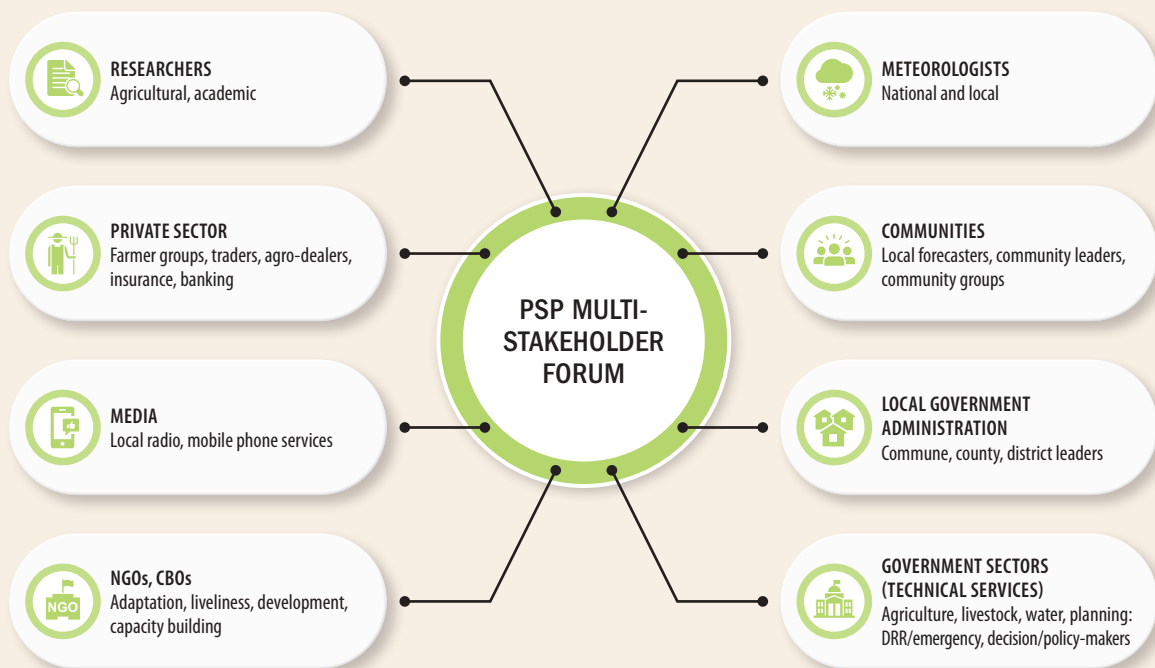 RESEARCHERS
Agricultural, academic
PRIVATE SECTOR
Farmer groups, traders, agro-dealers,
insurance, banking
MEDIA
Local radio, mobile phone services
NGO
NGOs, CBOs
Adaptation, liveliness, development,
capacity building
PSP MULTI-
STAKEHOLDER
FORUM
METEOROLOGISTS
National and local
COMMUNITIES
Local forecasters, community leaders,
community groups
LOCAL GOVERNMENT
ADMINISTRATION
Commune, county, district leaders
GOVERNMENT SECTORS
(TECHNICAL SERVICES)
Agriculture, livestock, water, planning:
DRR/emergency, decision/policy-makers